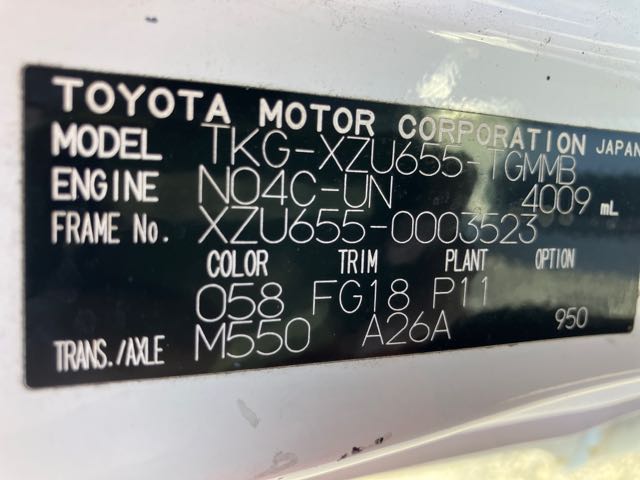 TOYOTA MOTOR CORPORATION JAPAN
MODEL TKG-XZU655-TGMMB
ENGINE N04C-UN 4009 mL
FRAME No. XZU655-0003523
COLOR TRIM PLANT OPTION
058 FG18 P11
TRANS./AXLE M550 A26A 950